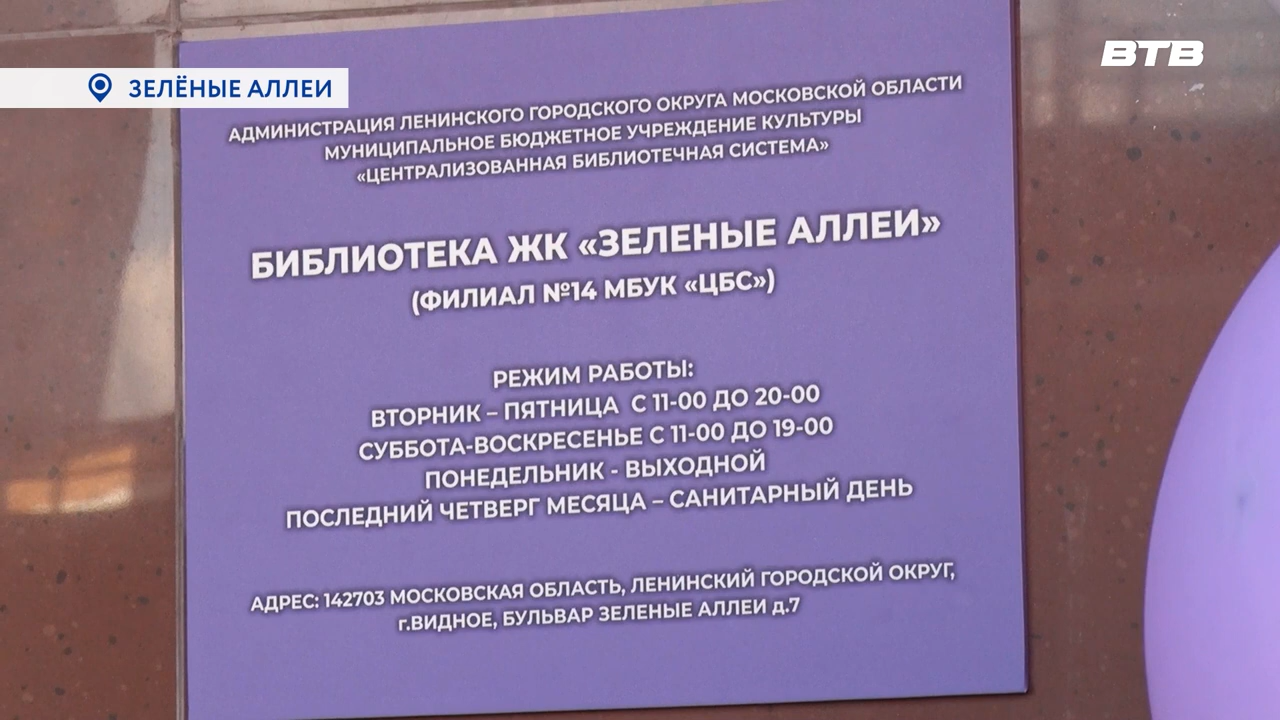 ВТВ
ЗЕЛЁНЫЕ АЛЛЕИ
АДМИНИСТРАЦИЯ ЛЕНИНСКОГО ГОРОДСКОГО ОКРУГА МОСКОВСКОЙ ОБЛАСТИ
МУНИЦИПАЛЬНОЕ БЮДЖЕТНОЕ УЧРЕЖДЕНИЕ КУЛЬТУРЫ
«ЦЕНТРАЛИЗОВАННАЯ БИБЛИОТЕЧНАЯ СИСТЕМА»
БИБЛИОТЕКА ЖК «ЗЕЛЕНЫЕ АЛЛЕИ»
(ФИЛИАЛ №14 МБУК «ЦБС»)
РЕЖИМ РАБОТЫ:
ВТОРНИК – ПЯТНИЦА С 11-00 ДО 20-00
СУББОТА-ВОСКРЕСЕНЬЕ С 11-00 ДО 19-00
ПОНЕДЕЛЬНИК - ВЫХОДНОЙ
ПОСЛЕДНИЙ ЧЕТВЕРГ МЕСЯЦА – САНИТАРНЫЙ ДЕНЬ
АДРЕС: 142703 МОСКОВСКАЯ ОБЛАСТЬ, ЛЕНИНСКИЙ ГОРОДСКОЙ ОКРУГ,
г.ВИДНОЕ, БУЛЬВАР ЗЕЛЕНЫЕ АЛЛЕИ д.7